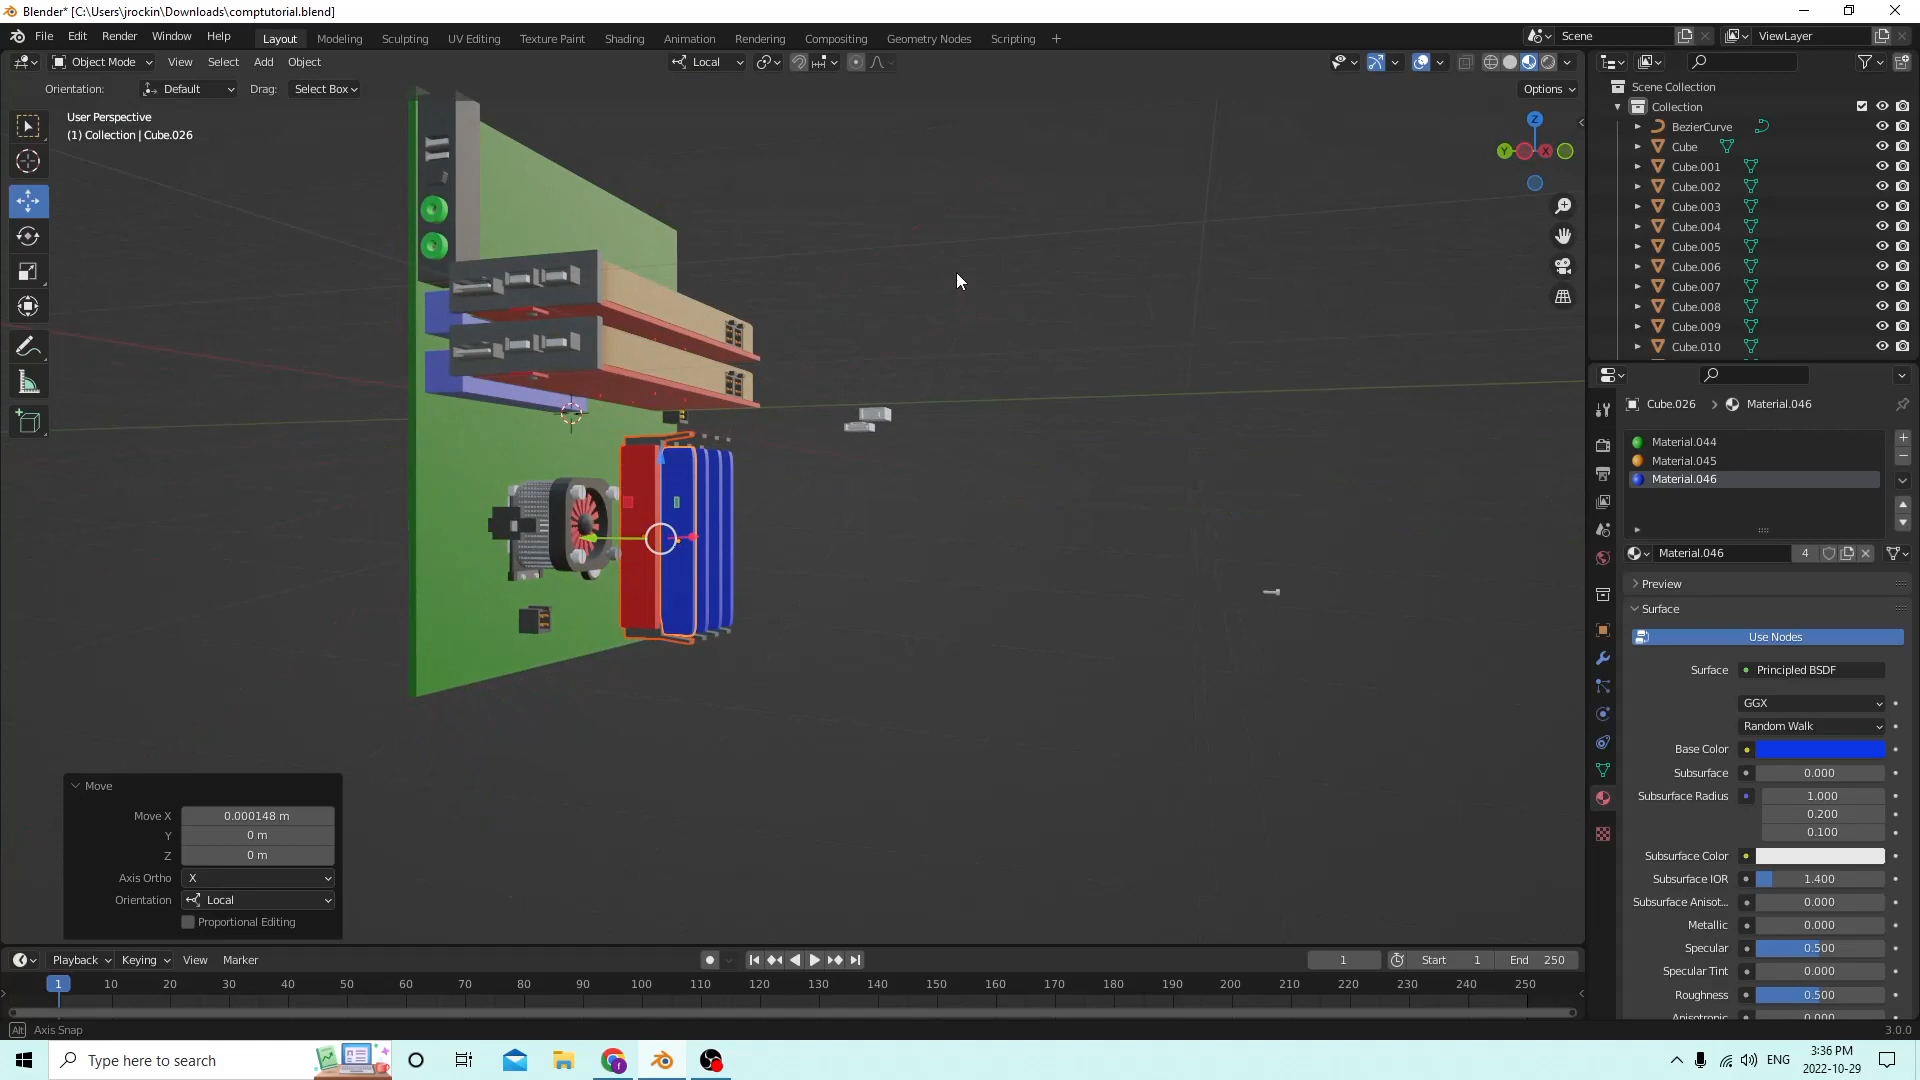 Blender* [C:\Users\jrockin\Downloads\comptutorial.blend]
File Edit Render Window Help
Layout Modeling Sculpting UV Editing Texture Paint Shading Animation Rendering Compositing Geometry Nodes Scripting +
Scene
ViewLayer
Object Mode View Select Add Object
Local
Orientation: Default Drag: Select Box
Options
User Perspective
(1) Collection | Cube.026
Z
Y
X
Scene Collection
Collection
BezierCurve
Cube
Cube.001
Cube.002
Cube.003
Cube.004
Cube.005
Cube.006
Cube.007
Cube.008
Cube.009
Cube.010
Cube.026 > Material.046
Material.044
Material.045
Material.046
Material.046 4
Preview
Surface
Use Nodes
Surface Principled BSDF
GGX
Random Walk
Base Color
Subsurface 0.000
Subsurface Radius 1.000
0.200
0.100
Subsurface Color
Subsurface IOR 1.400
Subsurface Anisot... 0.000
Metallic 0.000
Specular 0.500
Specular Tint 0.000
Roughness 0.500
Anisotropic 0.000
Move
Move X 0.000148 m
Y 0 m
Z 0 m
Axis Ortho X
Orientation Local
Proportional Editing
Playback Keying View Marker
1 Start 1 End 250
1 10 20 30 40 50 60 70 80 90 100 110 120 130 140 150 160 170 180 190 200 210 220 230 240 250
Alt Axis Snap
3.0.0
Type here to search
ENG
3:36 PM
2022-10-29